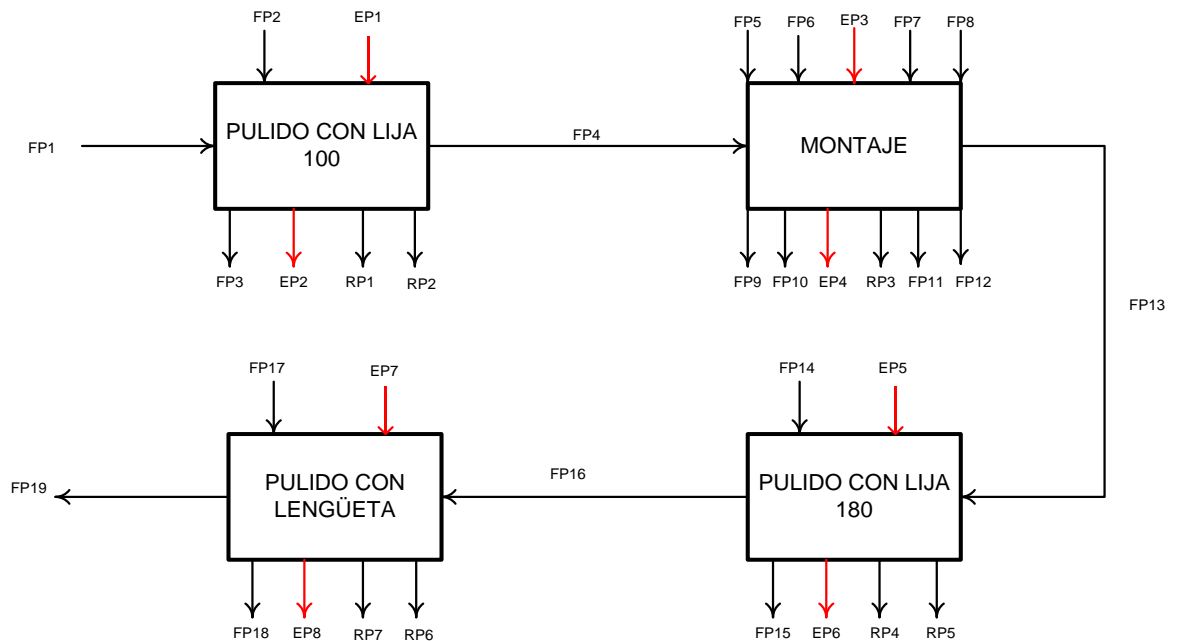 FP2
EP1
FP5
FP6
EP3
FP7
FP8
FP1
PULIDO CON LIJA
100
FP4
MONTAJE
FP3
EP2
RP1
RP2
FP9
FP10
EP4
RP3
FP11
FP12
FP13
FP17
EP7
FP14
EP5
FP19
PULIDO CON
LENGÜETA
FP16
PULIDO CON LIJA
180
FP18
EP8
RP7
RP6
FP15
EP6
RP4
RP5